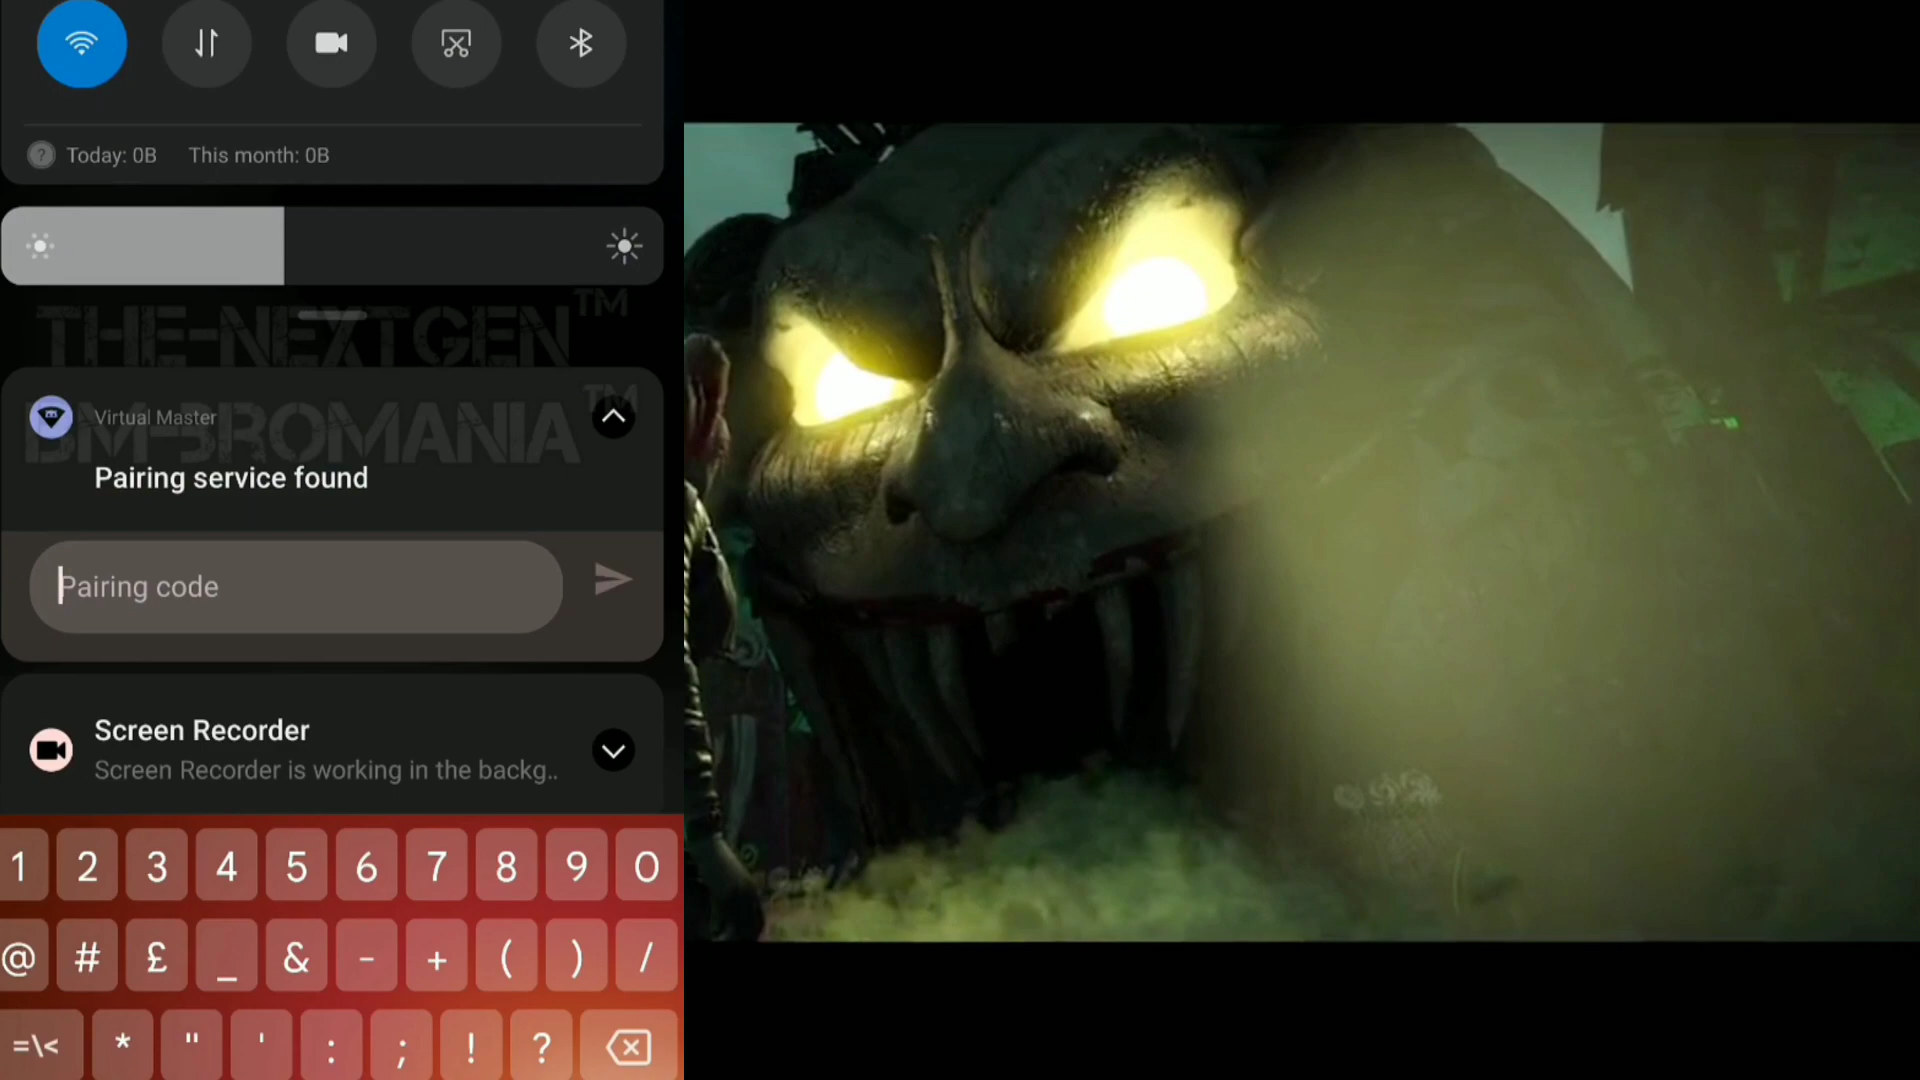 Today: 0B This month: 0B
THE-NEXTGEN™
BM-BROMANIA™
Virtual Master
Pairing service found
Pairing code
Screen Recorder
Screen Recorder is working in the backg..
1 2 3 4 5 6 7 8 9 0
@ # £ _ & - + ( ) /
=\< * " ' : ; ! ?